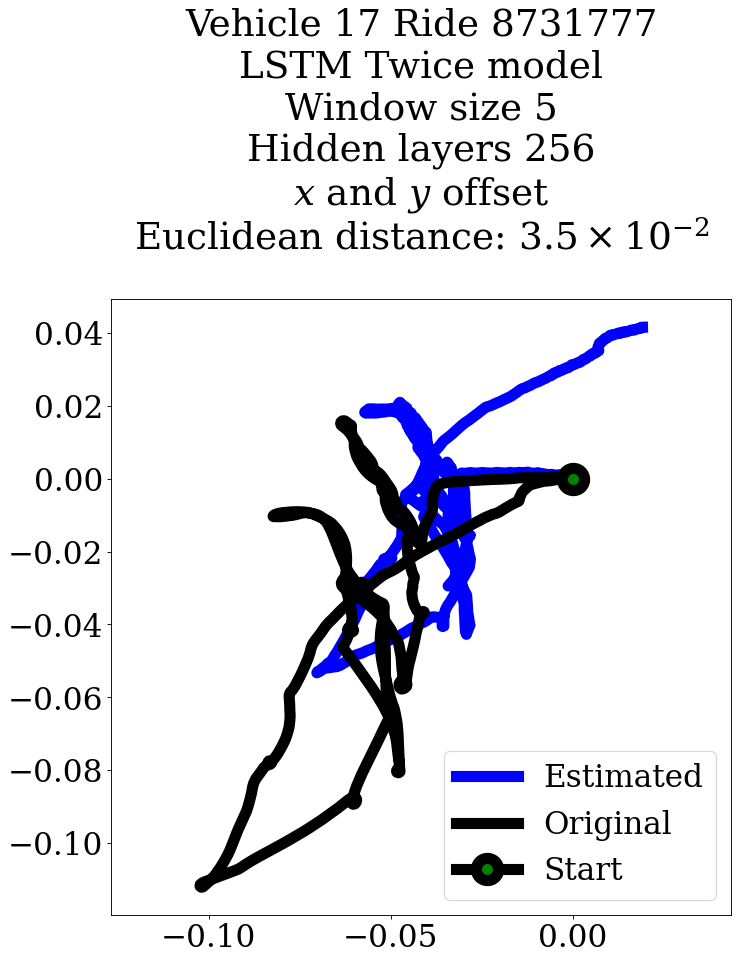 Vehicle 17 Ride 8731777
LSTM Twice model
Window size 5
Hidden layers 256
x and y offset
Euclidean distance: 3.5 × 10⁻²
0.04
0.02
0.00
−0.02
−0.04
−0.06
−0.08
−0.10
Estimated
Original
Start
−0.10 −0.05 0.00